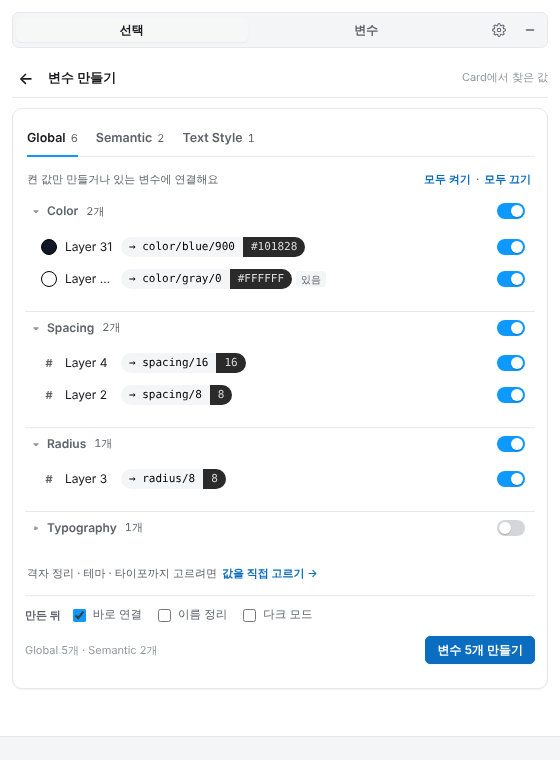 선택 변수
변수 만들기 Card에서 찾은 값
Global 6 Semantic 2 Text Style 1
켠 값만 만들거나 있는 변수에 연결해요 모두 켜기 · 모두 끄기
Color 2개
Layer 31 → color/blue/900 #101828
Layer ... → color/gray/0 #FFFFFF 있음
Spacing 2개
# Layer 4 → spacing/16 16
# Layer 2 → spacing/8 8
Radius 1개
# Layer 3 → radius/8 8
Typography 1개
격자 정리 · 테마 · 타이포까지 고르려면 값을 직접 고르기 →
만든 뒤 바로 연결 이름 정리 다크 모드
Global 5개 · Semantic 2개 변수 5개 만들기